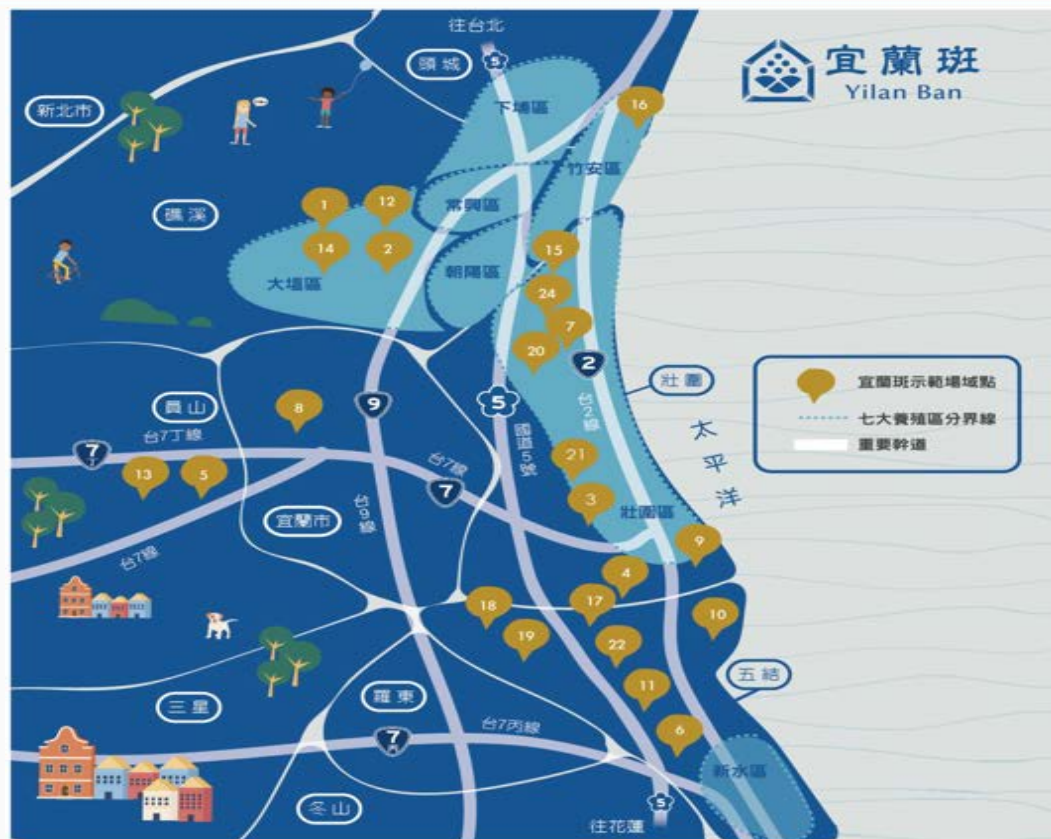 往台北
5
宜蘭斑
Yilan Ban
頭城
新北市
下埔區
16
竹安區
礁溪
1
12
常興區
14
2
15
大塭區
朝陽區
24
7
20
2
壯圍
宜蘭斑示範場域點
七大養殖區分界線
重要幹道
太平洋
員山
8
9
5
國道5號
台2線
台7丁線
7
13
5
台7線
7
21
3
宜蘭市
台9線
壯圍區
9
台7線
4
18
17
10
19
22
五結
11
三星
羅東
台7丙線
7
6
新水區
冬山
5
往花蓮